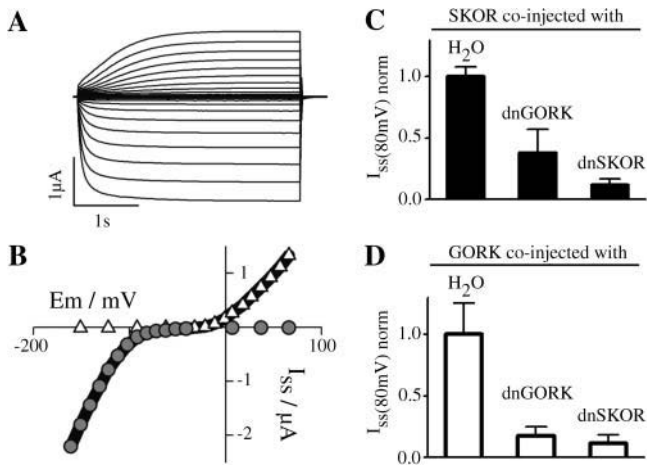 A
1µA
1s
B
Em / mV
1
-200
100
-1
-2
Iss / µA
C
SKOR co-injected with
H2O
dnGORK
dnSKOR
1.0
0.5
0.0
Iss(80mV) norm
D
GORK co-injected with
H2O
dnGORK
dnSKOR
1.0
0.5
0.0
Iss(80mV) norm